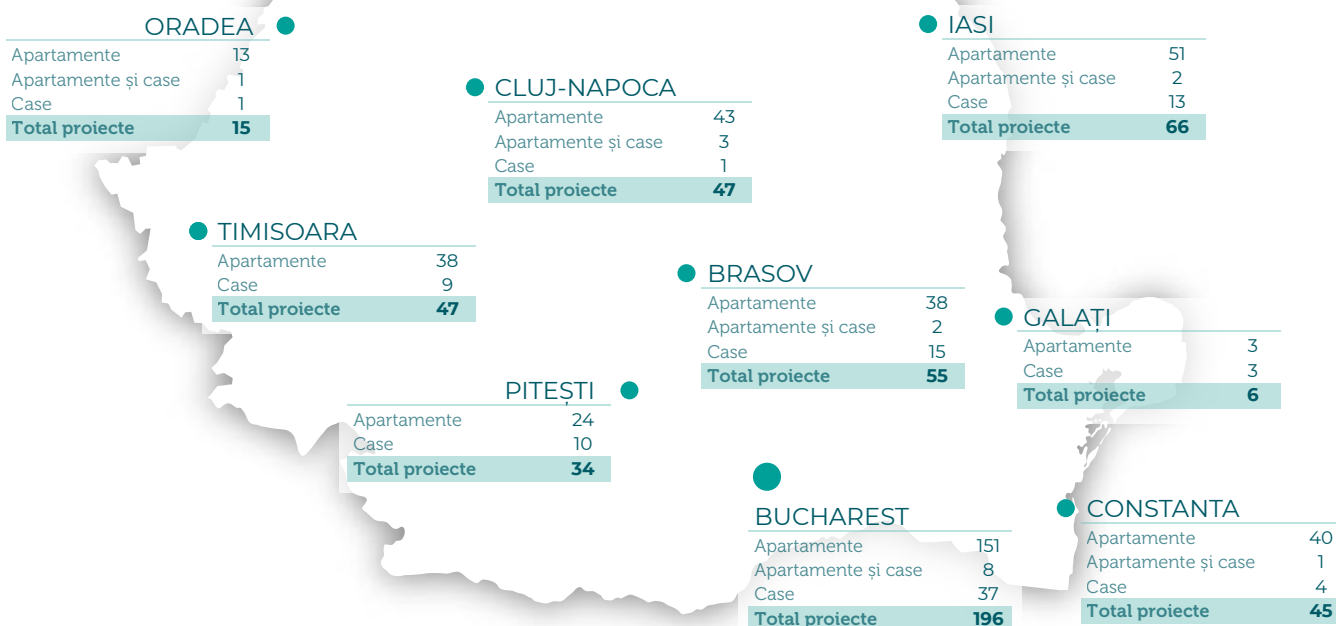 ORADEA
Apartamente 13
Apartamente și case 1
Case 1
Total proiecte 15
IASI
Apartamente 51
Apartamente și case 2
Case 13
Total proiecte 66
CLUJ-NAPOCA
Apartamente 43
Apartamente și case 3
Case 1
Total proiecte 47
TIMISOARA
Apartamente 38
Case 9
Total proiecte 47
BRASOV
Apartamente 38
Apartamente și case 2
Case 15
Total proiecte 55
GALAȚI
Apartamente 3
Case 3
Total proiecte 6
PITEȘTI
Apartamente 24
Case 10
Total proiecte 34
BUCHAREST
Apartamente 151
Apartamente și case 8
Case 37
Total proiecte 196
CONSTANTA
Apartamente 40
Apartamente și case 1
Case 4
Total proiecte 45